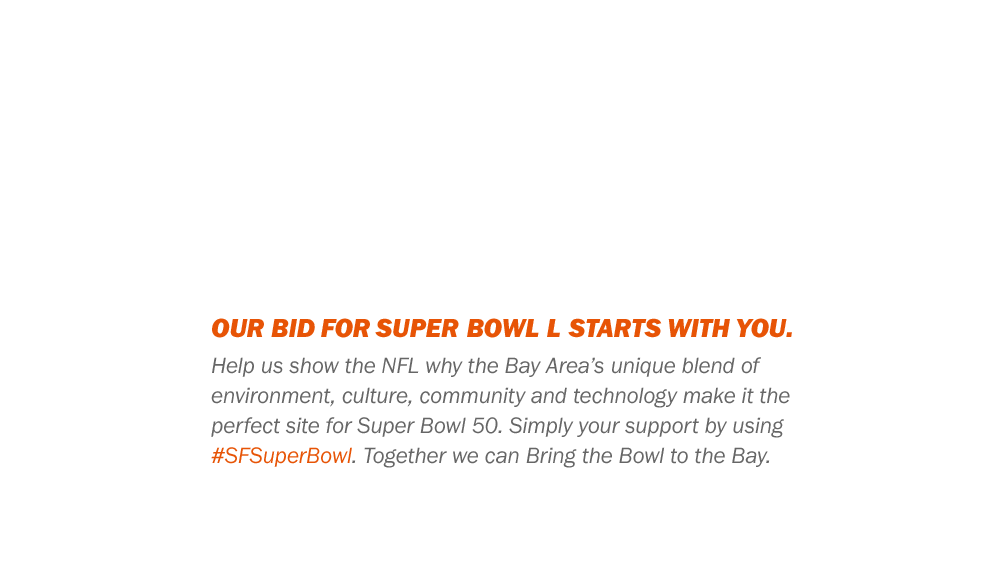 OUR BID FOR SUPER BOWL L STARTS WITH YOU.
Help us show the NFL why the Bay Area’s unique blend of
environment, culture, community and technology make it the
perfect site for Super Bowl 50. Simply your support by using
#SFSuperBowl. Together we can Bring the Bowl to the Bay.